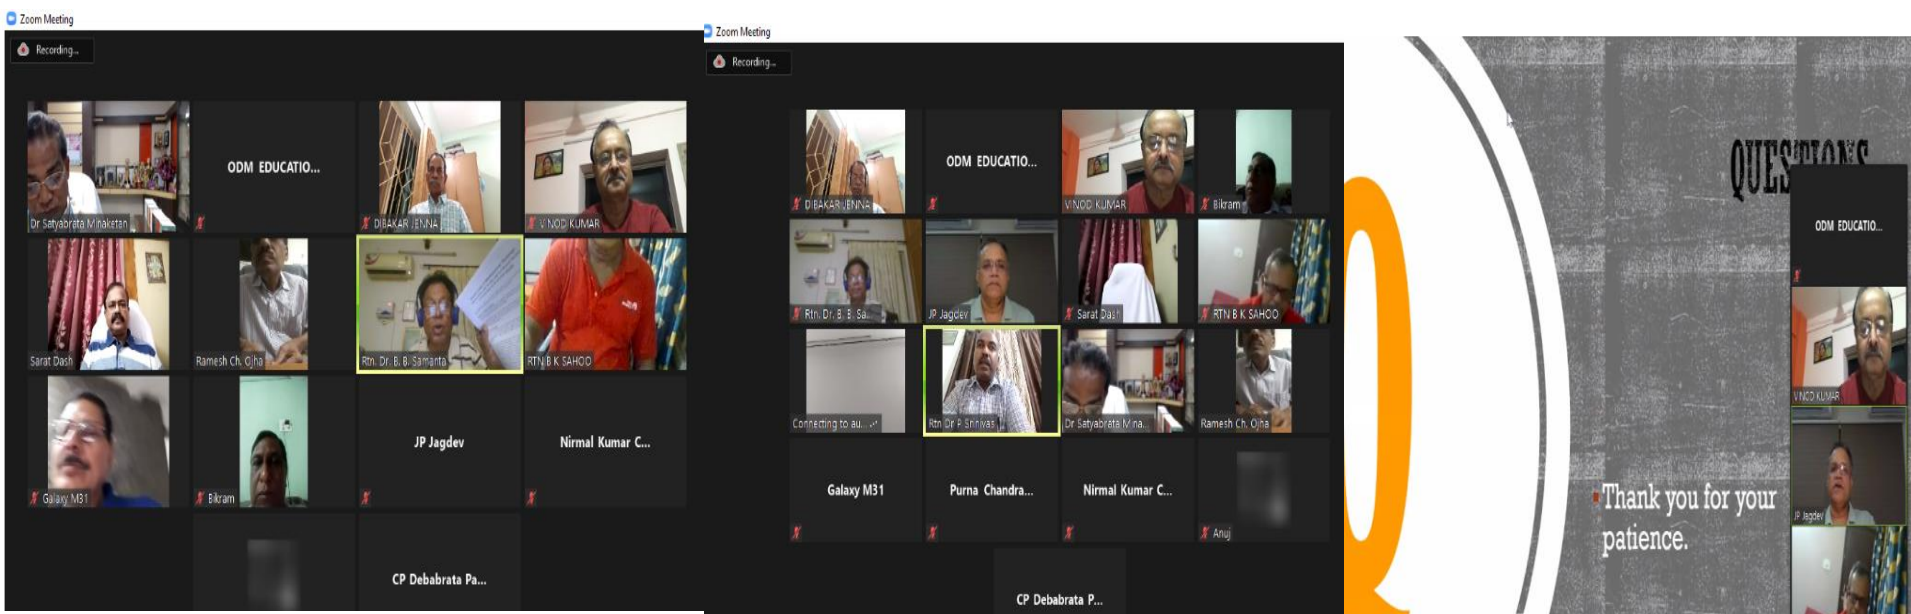 Zoom Meeting
Recording...
Dr Satyabrata Minaketan
ODM EDUCATIO...
DIBAKAR JENNA
VINOD KUMAR
Sarat Dash
Ramesh Ch. Ojha
Rtn. Dr. B. B. Samanta
RTN B K SAHOO
Galaxy M31
Bikram
JP Jagdev
Nirmal Kumar C...
CP Debabrata Pa...
Zoom Meeting
Recording...
DIBAKAR JENNA
ODM EDUCATIO...
VINOD KUMAR
Bikram
Rtn. Dr. B. B. Sa...
JP Jagdev
Sarat Dash
RTN B K SAHOO
Connecting to au...
Rtn Dr P Srinivas
Dr Satyabrata Mina...
Ramesh Ch. Ojha
Galaxy M31
Purna Chandra...
Nirmal Kumar C...
Anuj
CP Debabrata P...
Q
QUESTIONS
Thank you for your
patience.
ODM EDUCATIO...
VINOD KUMAR
JP Jagdev